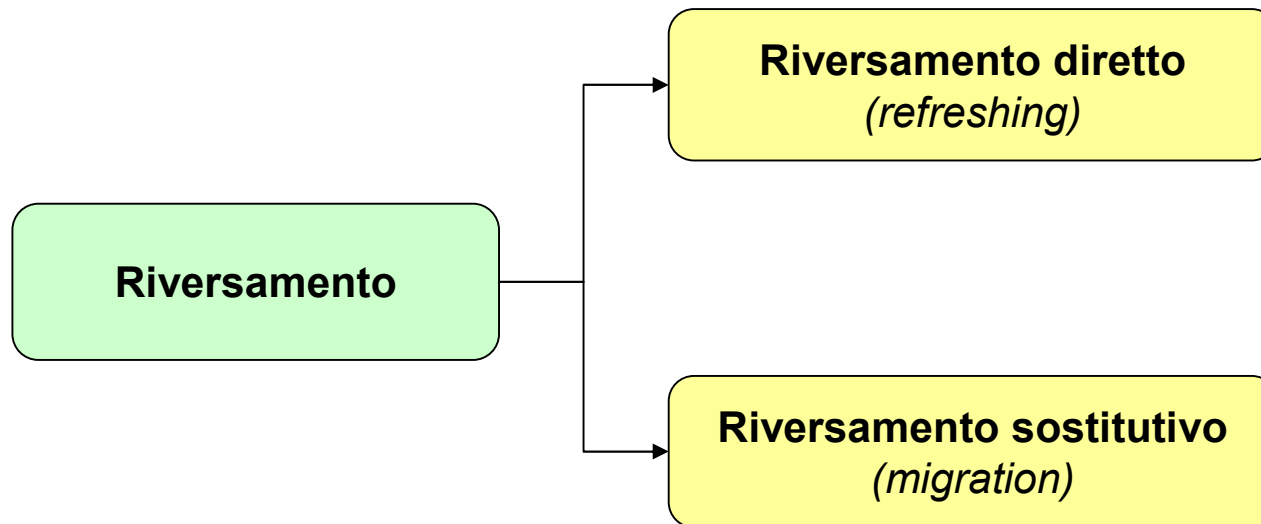 Riversamento diretto
(refreshing)
Riversamento
Riversamento sostitutivo
(migration)